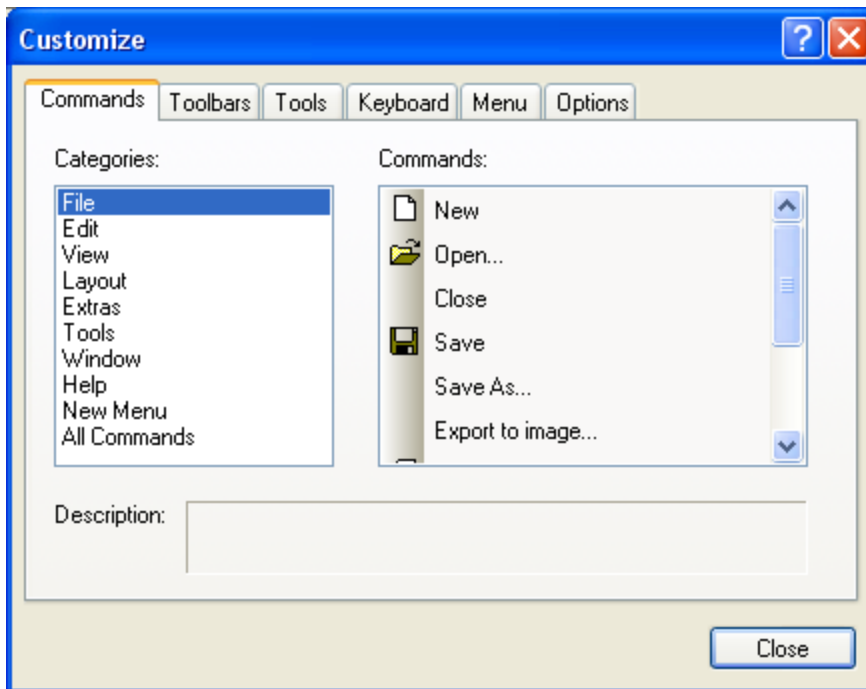 Customize
Commands Toolbars Tools Keyboard Menu Options
Categories:
File
Edit
View
Layout
Extras
Tools
Window
Help
New Menu
All Commands
Commands:
New
Open...
Close
Save
Save As...
Export to image...
Description:
Close